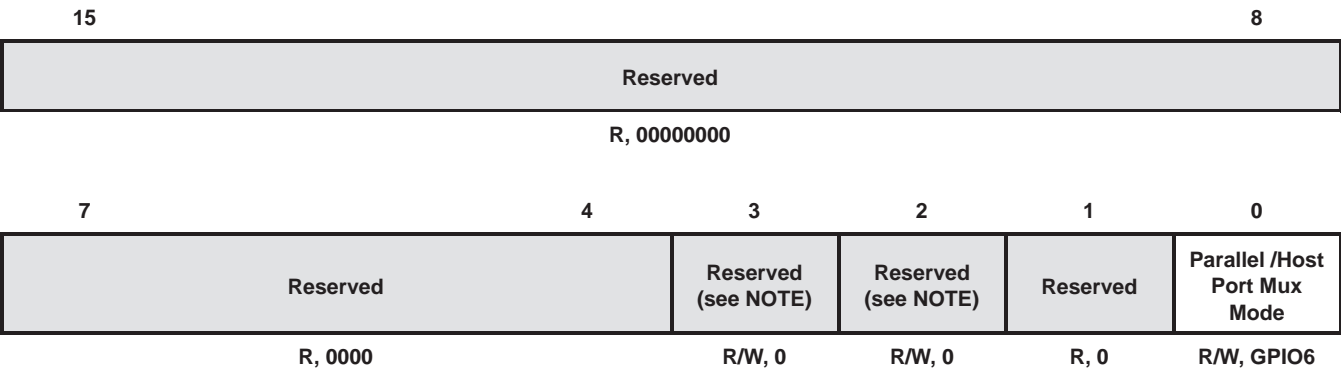 15 8
Reserved
R, 00000000
7 4 3 2 1 0
Reserved Reserved (see NOTE) Reserved (see NOTE) Reserved Parallel /Host Port Mux Mode
R, 0000 R/W, 0 R/W, 0 R, 0 R/W, GPIO6